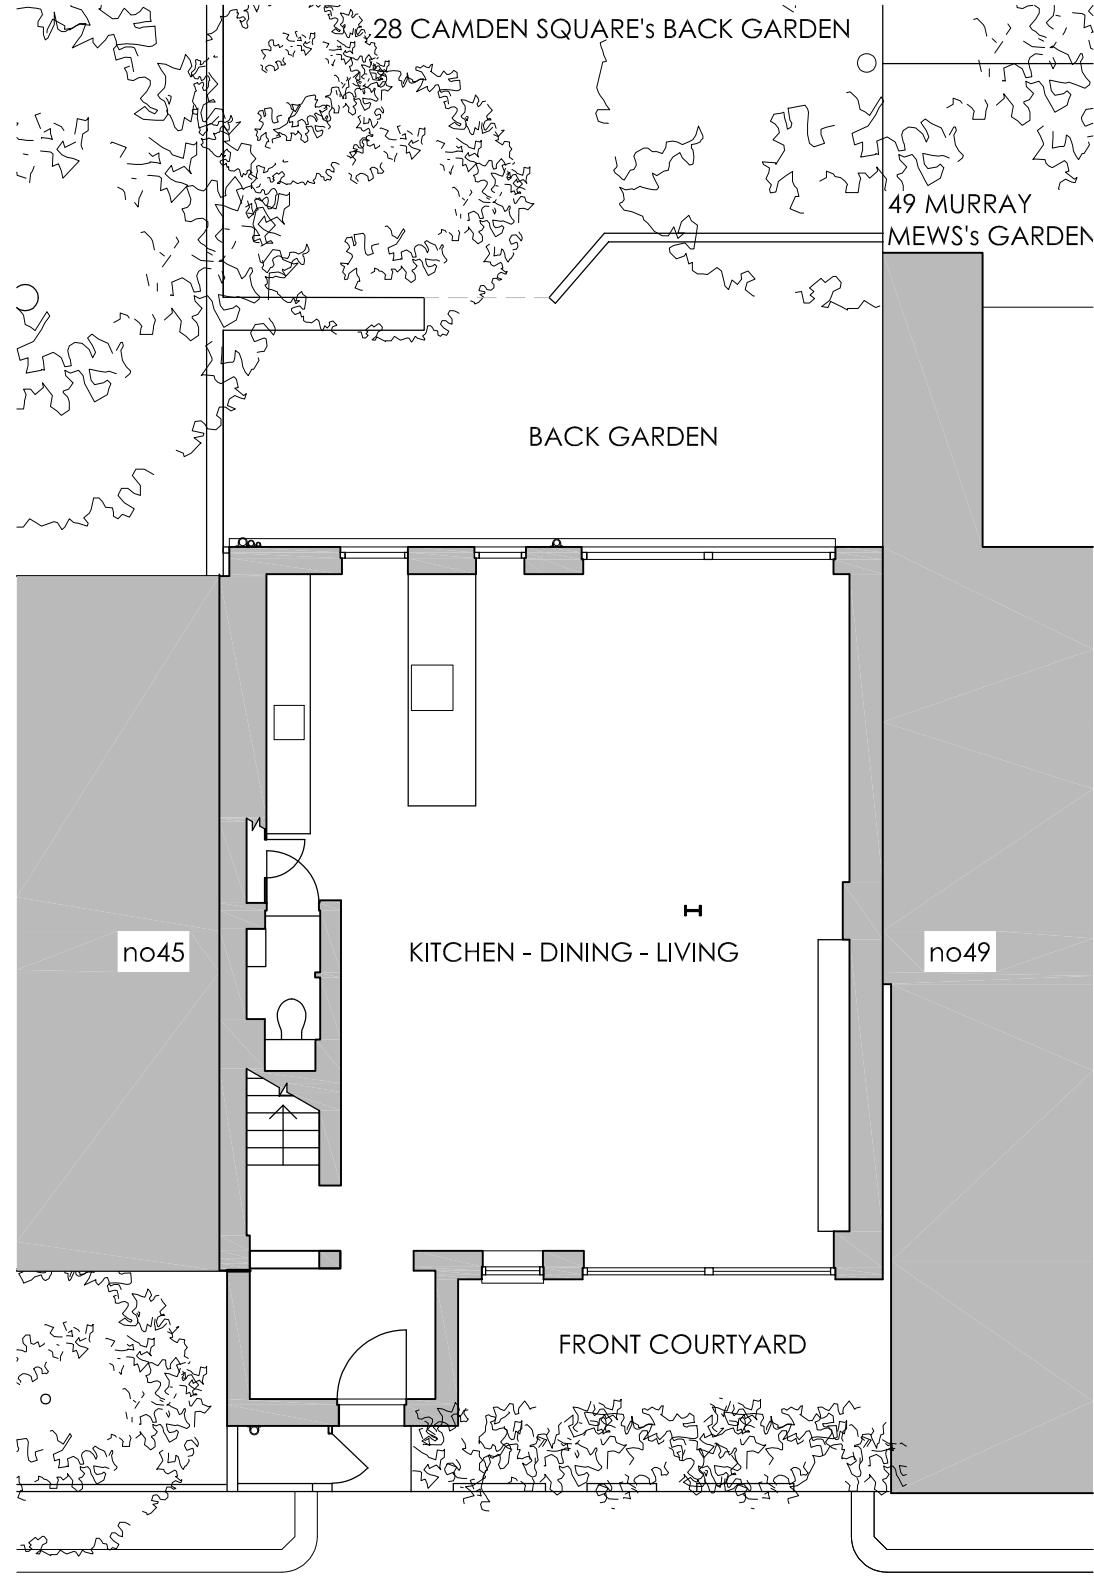 28 CAMDEN SQUARE's BACK GARDEN
49 MURRAY
MEWS's GARDEN
BACK GARDEN
no45
KITCHEN - DINING - LIVING
no49
FRONT COURTYARD